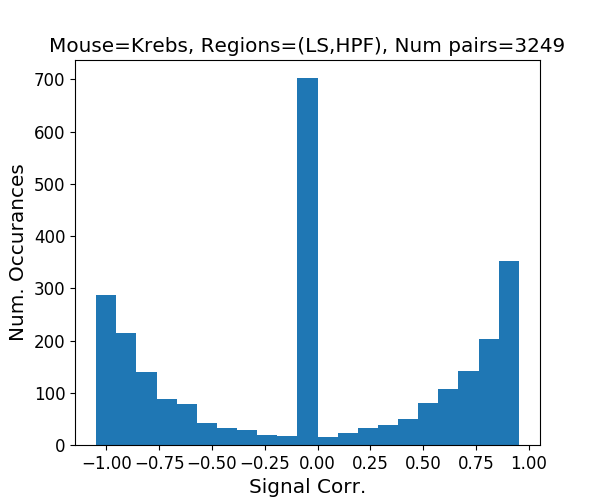 Mouse=Krebs, Regions=(LS,HPF), Num pairs=3249
700
600
500
400
300
200
100
0
Num. Occurances
−1.00 −0.75 −0.50 −0.25 0.00 0.25 0.50 0.75 1.00
Signal Corr.